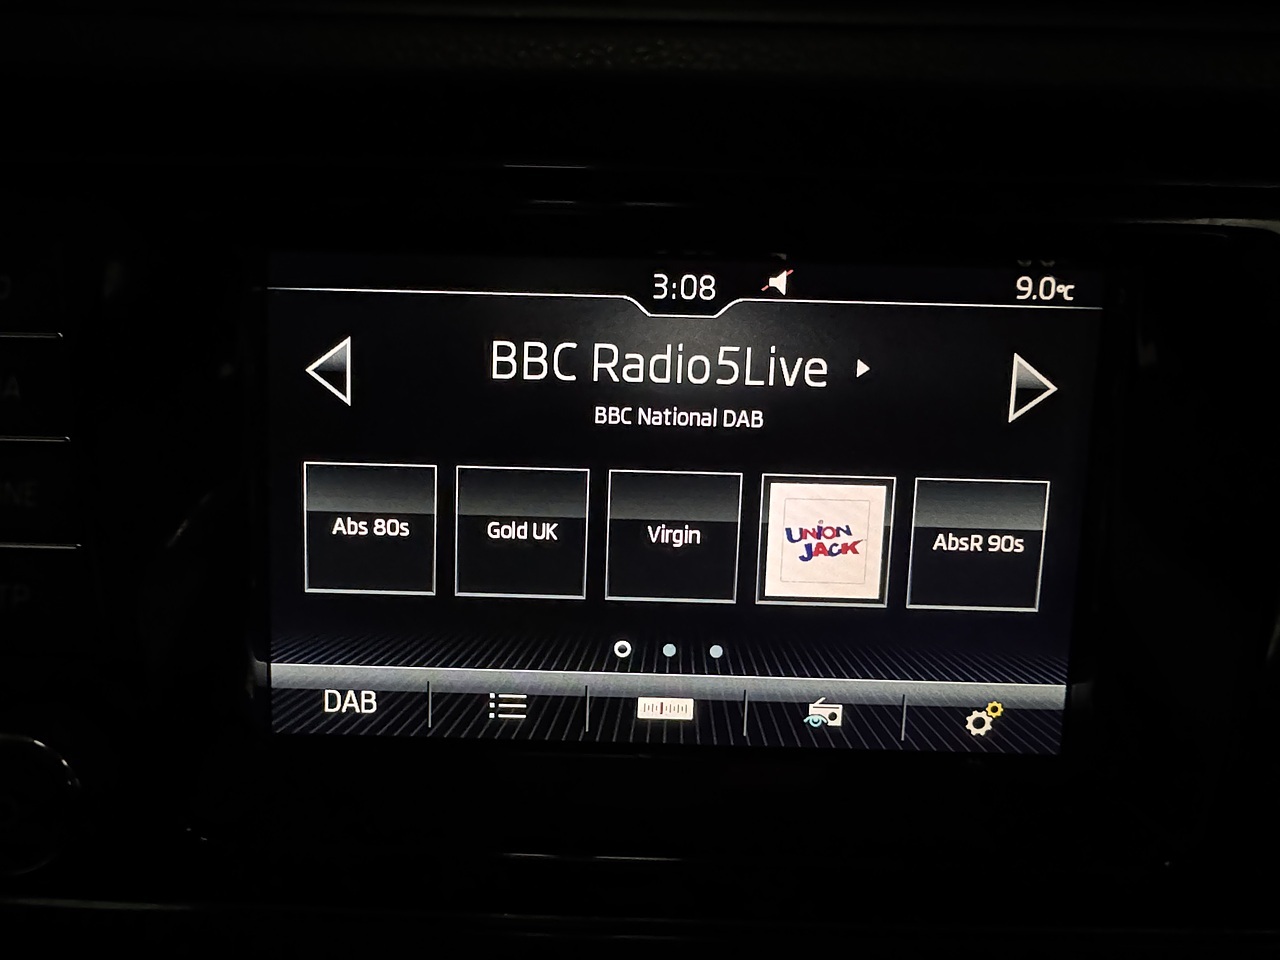 3:08
9.0°C
BBC Radio5Live
BBC National DAB
Abs 80s
Gold UK
Virgin
UNiON
JACK
AbsR 90s
DAB